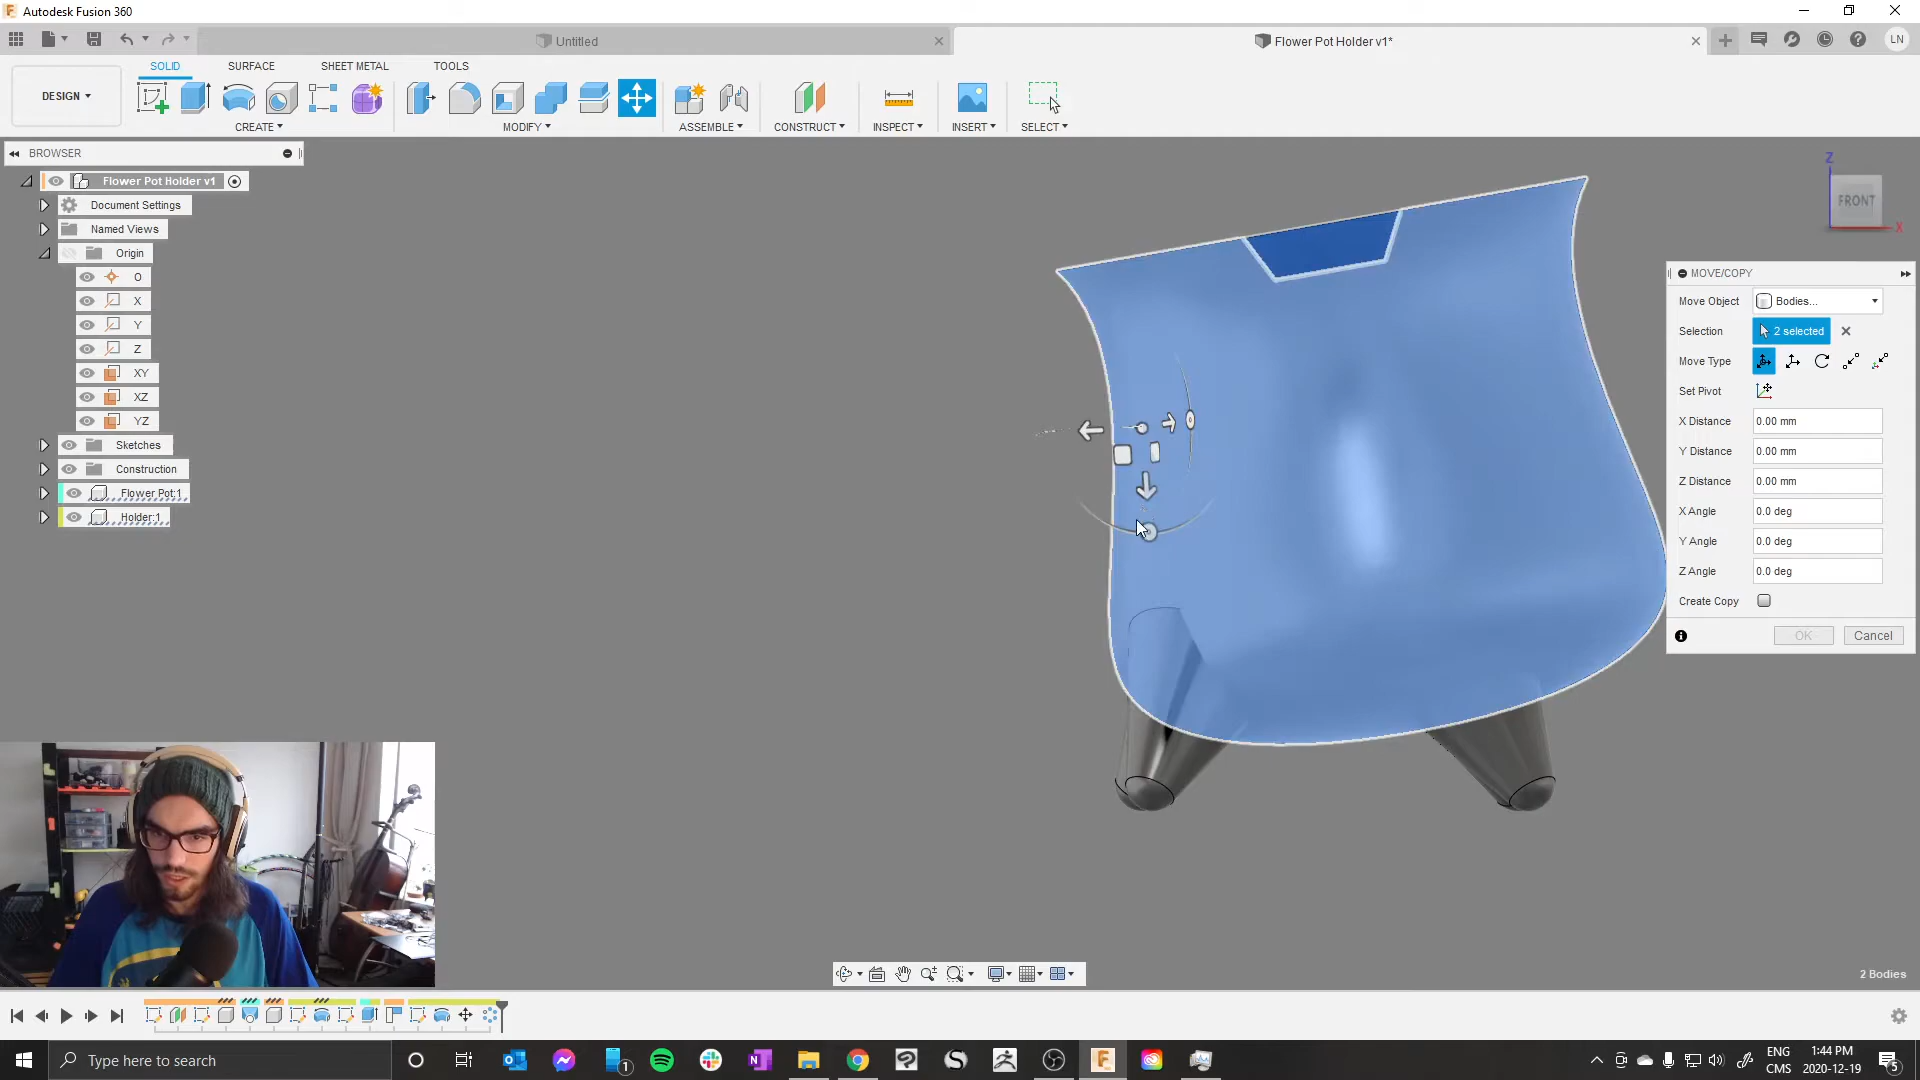 Autodesk Fusion 360
Untitled
Flower Pot Holder v1*
LN
DESIGN
SOLID
SURFACE
SHEET METAL
TOOLS
CREATE
MODIFY
ASSEMBLE
CONSTRUCT
INSPECT
INSERT
SELECT
BROWSER
Flower Pot Holder v1
Document Settings
Named Views
Origin
O
X
Y
Z
XY
XZ
YZ
Sketches
Construction
Flower Pot:1
Holder:1
Z
FRONT
X
MOVE/COPY
Move Object Bodies...
Selection 2 selected
Move Type
Set Pivot
X Distance 0.00 mm
Y Distance 0.00 mm
Z Distance 0.00 mm
X Angle 0.0 deg
Y Angle 0.0 deg
Z Angle 0.0 deg
Create Copy
OK Cancel
2 Bodies
Type here to search
ENG
CMS
1:44 PM
2020-12-19
5